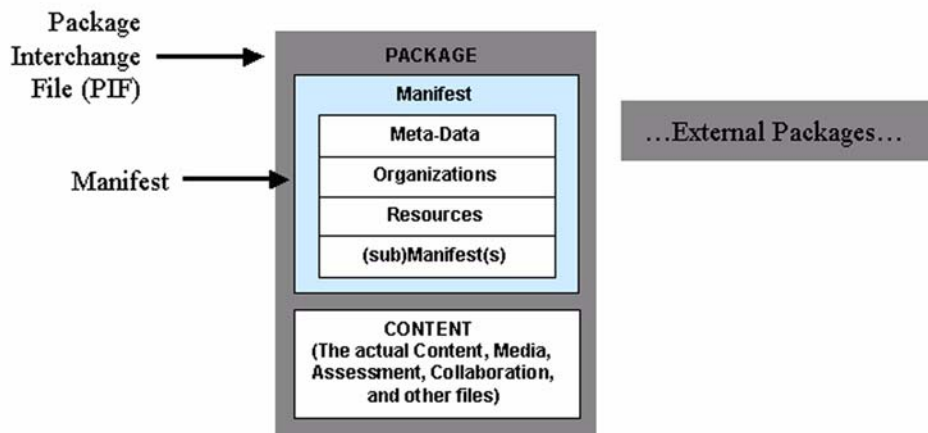 Package
Interchange
File (PIF)
PACKAGE
Manifest
Meta-Data
Organizations
Resources
(sub)Manifest(s)
Manifest
CONTENT
(The actual Content, Media,
Assessment, Collaboration,
and other files)
...External Packages...